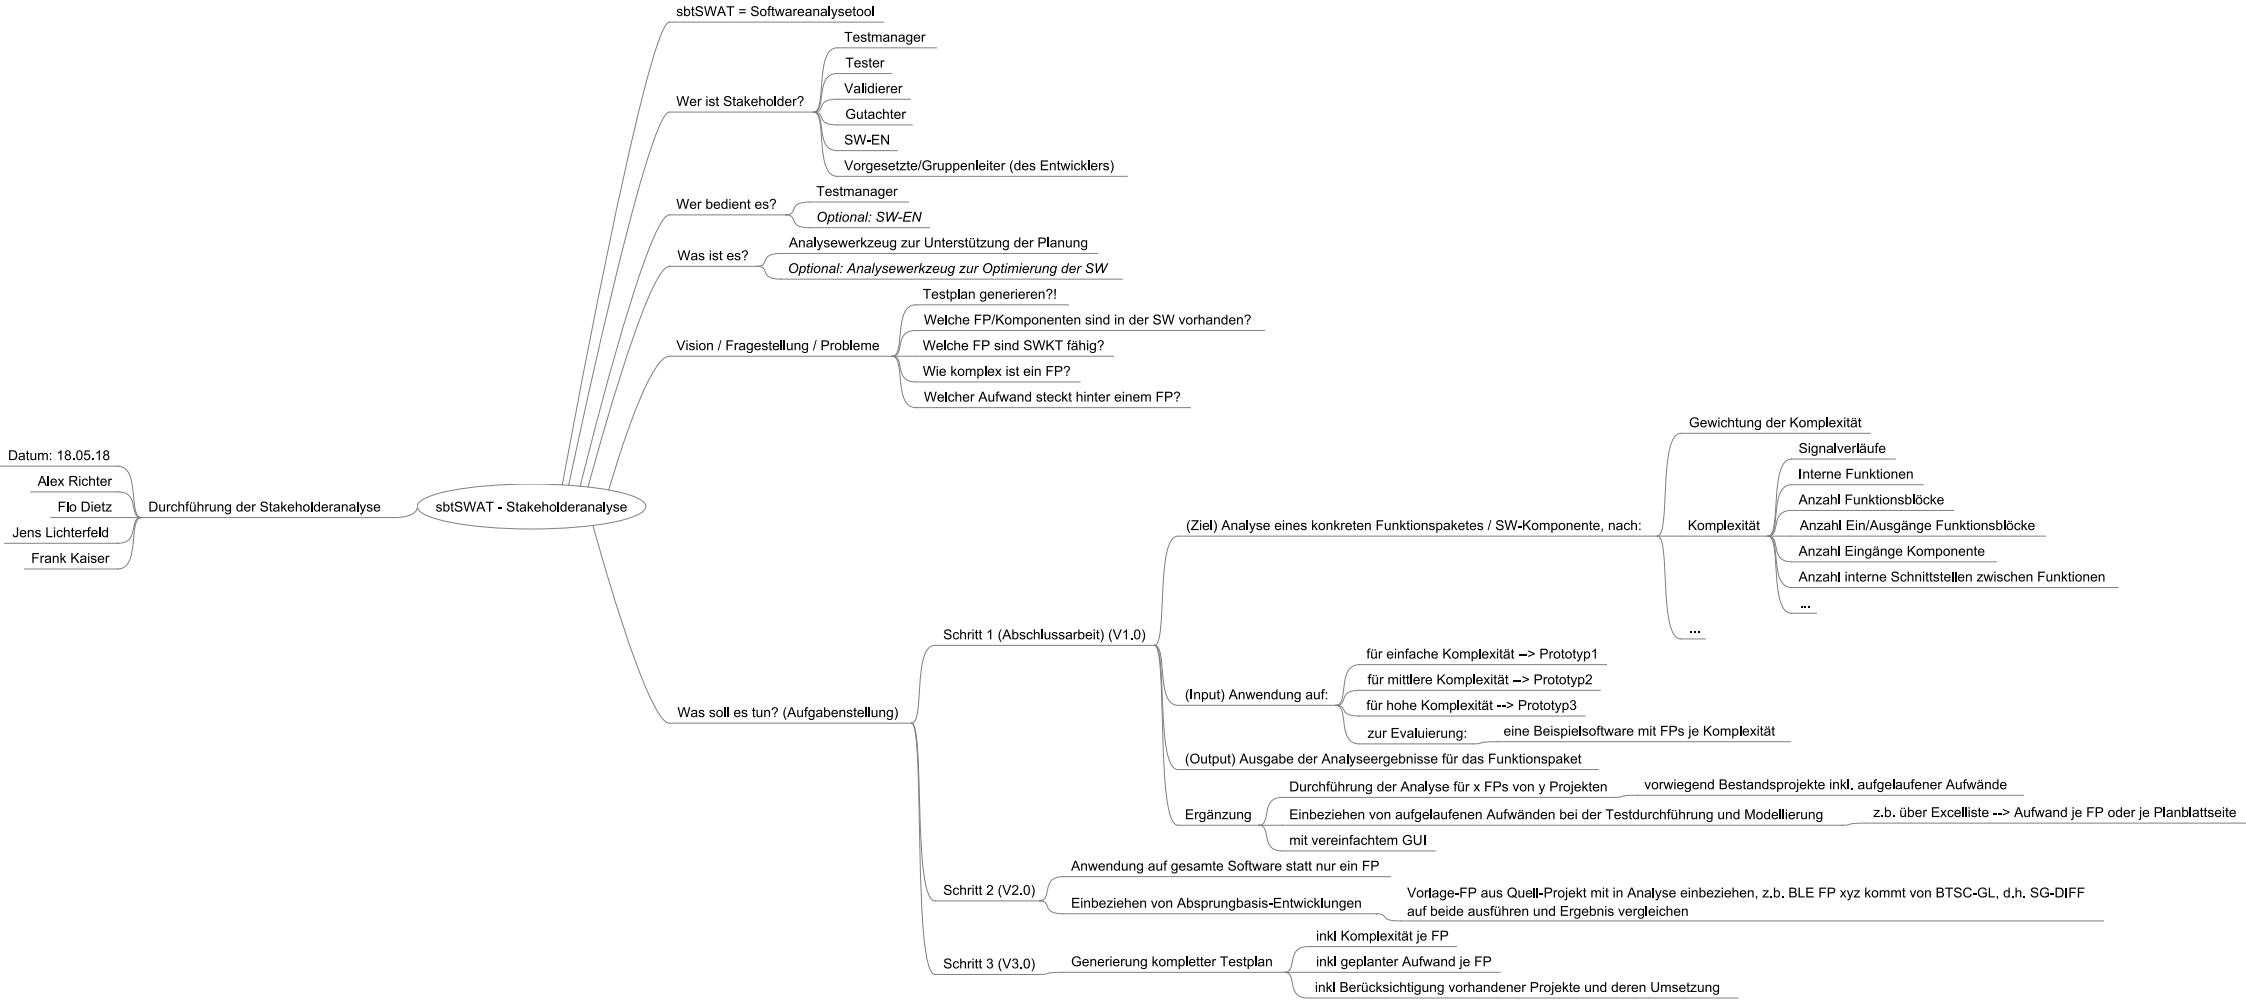 sbtSWAT = Softwareanalysetool
Wer ist Stakeholder?
Testmanager
Tester
Validierer
Gutachter
SW-EN
Vorgesetzte/Gruppenleiter (des Entwicklers)
Wer bedient es?
Testmanager
Optional: SW-EN
Was ist es?
Analysewerkzeug zur Unterstützung der Planung
Optional: Analysewerkzeug zur Optimierung der SW
Vision / Fragestellung / Probleme
Testplan generieren?!
Welche FP/Komponenten sind in der SW vorhanden?
Welche FP sind SWKT fähig?
Wie komplex ist ein FP?
Welcher Aufwand steckt hinter einem FP?
Datum: 18.05.18
Alex Richter
Flo Dietz
Jens Lichterfeld
Frank Kaiser
Durchführung der Stakeholderanalyse
sbtSWAT - Stakeholderanalyse
Was soll es tun? (Aufgabenstellung)
Schritt 1 (Abschlussarbeit) (V1.0)
(Ziel) Analyse eines konkreten Funktionspaketes / SW-Komponente, nach:
Gewichtung der Komplexität
Komplexität
Signalverläufe
Interne Funktionen
Anzahl Funktionsblöcke
Anzahl Ein/Ausgänge Funktionsblöcke
Anzahl Eingänge Komponente
Anzahl interne Schnittstellen zwischen Funktionen
...
...
(Input) Anwendung auf:
für einfache Komplexität --> Prototyp1
für mittlere Komplexität --> Prototyp2
für hohe Komplexität --> Prototyp3
zur Evaluierung:
eine Beispielsoftware mit FPs je Komplexität
(Output) Ausgabe der Analyseergebnisse für das Funktionspaket
Ergänzung
Durchführung der Analyse für x FPs von y Projekten
vorwiegend Bestandsprojekte inkl. aufgelaufener Aufwände
Einbeziehen von aufgelaufenen Aufwänden bei der Testdurchführung und Modellierung
z.b. über Excelliste --> Aufwand je FP oder je Planblattseite
mit vereinfachtem GUI
Schritt 2 (V2.0)
Anwendung auf gesamte Software statt nur ein FP
Einbeziehen von Absprungbasis-Entwicklungen
Vorlage-FP aus Quell-Projekt mit in Analyse einbeziehen, z.b. BLE FP xyz kommt von BTSC-GL, d.h. SG-DIFF
auf beide ausführen und Ergebnis vergleichen
Schritt 3 (V3.0)
Generierung kompletter Testplan
inkl Komplexität je FP
inkl geplanter Aufwand je FP
inkl Berücksichtigung vorhandener Projekte und deren Umsetzung